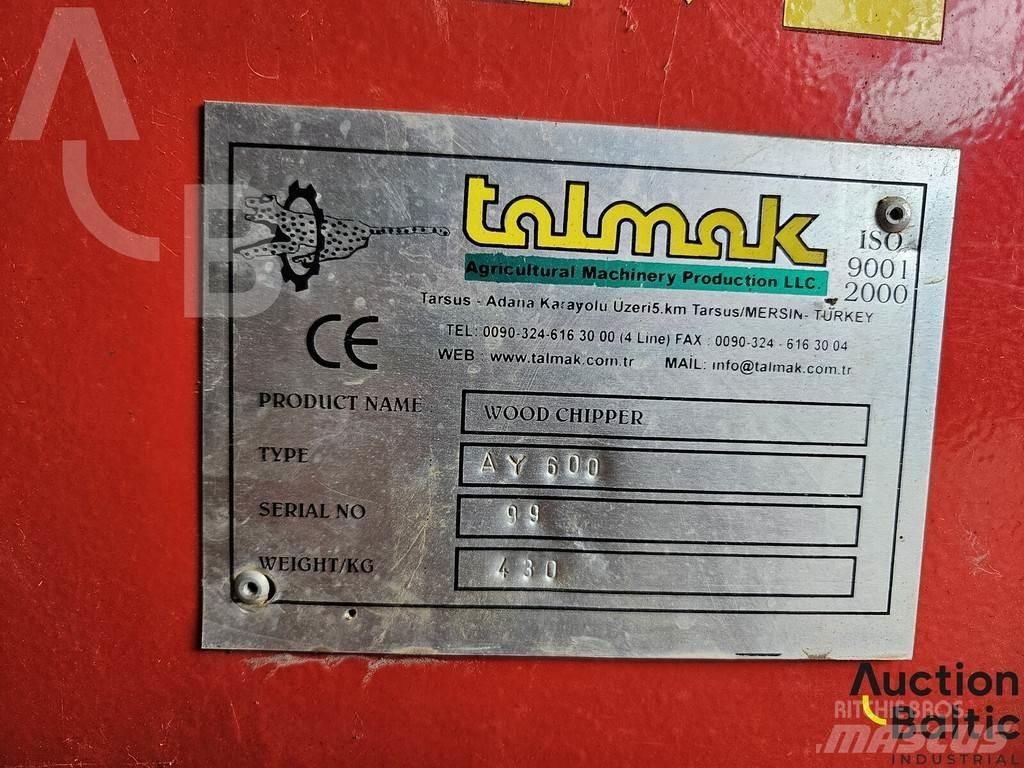 talmak
Agricultural Machinery Production LLC.
ISO
9001
2000
Tarsus - Adana Karayolu Üzeri5.km Tarsus/MERSIN- TURKEY
TEL: 0090-324-616 30 00 (4 Line) FAX : 0090-324 - 616 30 04
WEB : www.talmak.com.tr MAIL: info@talmak.com.tr
CE
PRODUCT NAME WOOD CHIPPER
TYPE AY 600
SERIAL NO 99
WEIGHT/KG 430
AB
Auction
Baltic
INDUSTRIAL
RITCHIE BROS.
MASCUS